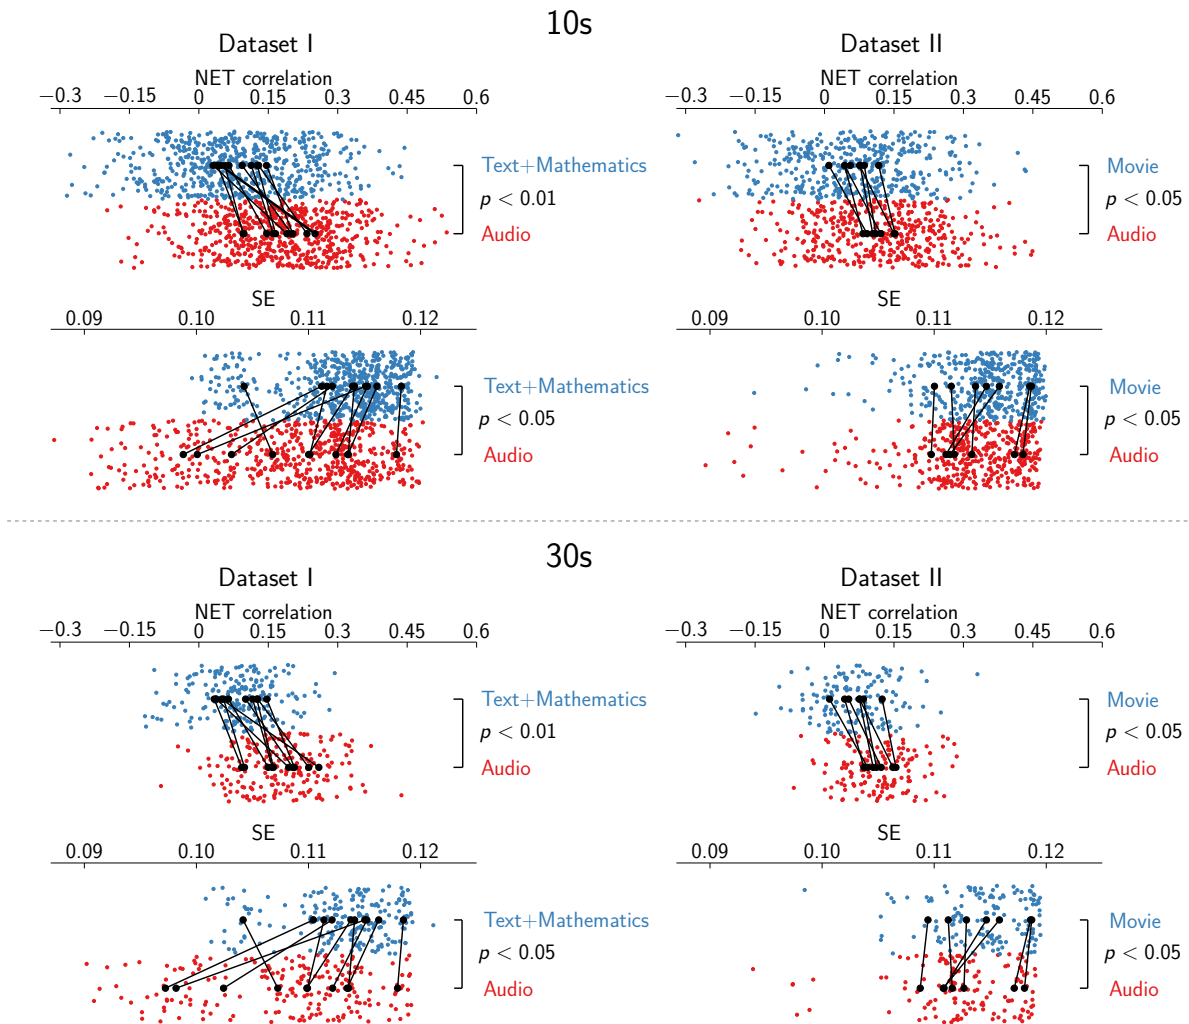 10s
Dataset I
Dataset II
NET correlation
NET correlation
−0.3 −0.15 0 0.15 0.3 0.45 0.6
−0.3 −0.15 0 0.15 0.3 0.45 0.6
Text+Mathematics
p < 0.01
Audio
Movie
p < 0.05
Audio
SE
SE
0.09 0.10 0.11 0.12
0.09 0.10 0.11 0.12
Text+Mathematics
p < 0.05
Audio
Movie
p < 0.05
Audio
30s
Dataset I
Dataset II
NET correlation
NET correlation
−0.3 −0.15 0 0.15 0.3 0.45 0.6
−0.3 −0.15 0 0.15 0.3 0.45 0.6
Text+Mathematics
p < 0.01
Audio
Movie
p < 0.05
Audio
SE
SE
0.09 0.10 0.11 0.12
0.09 0.10 0.11 0.12
Text+Mathematics
p < 0.05
Audio
Movie
p < 0.05
Audio